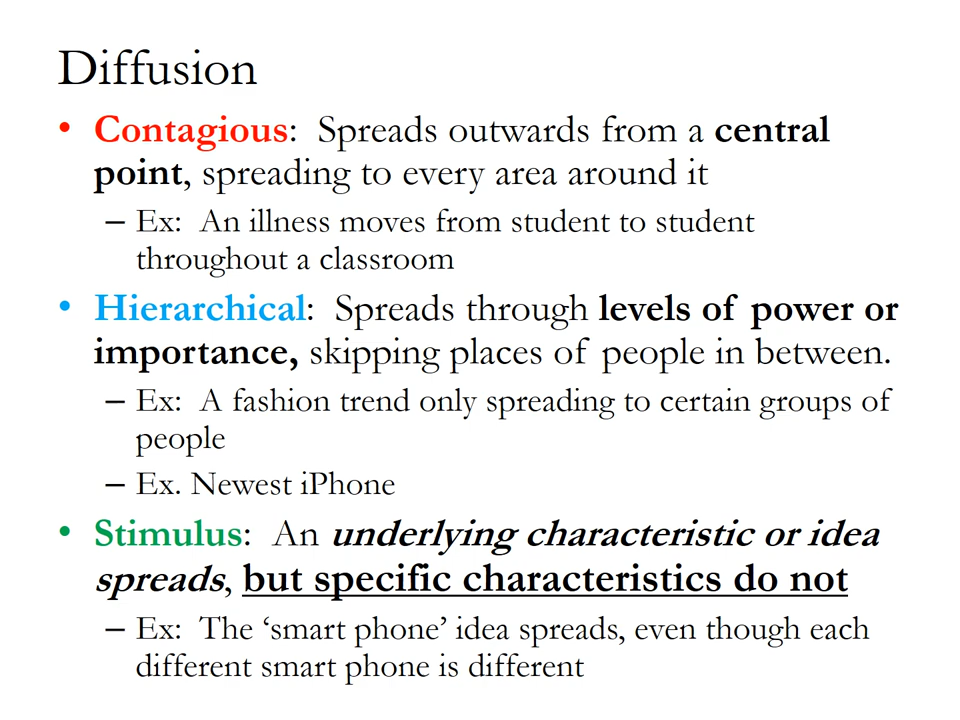 Diffusion
• Contagious: Spreads outwards from a central
point, spreading to every area around it
– Ex: An illness moves from student to student
throughout a classroom
• Hierarchical: Spreads through levels of power or
importance, skipping places of people in between.
– Ex: A fashion trend only spreading to certain groups of
people
– Ex. Newest iPhone
• Stimulus: An underlying characteristic or idea
spreads, but specific characteristics do not
– Ex: The ‘smart phone’ idea spreads, even though each
different smart phone is different